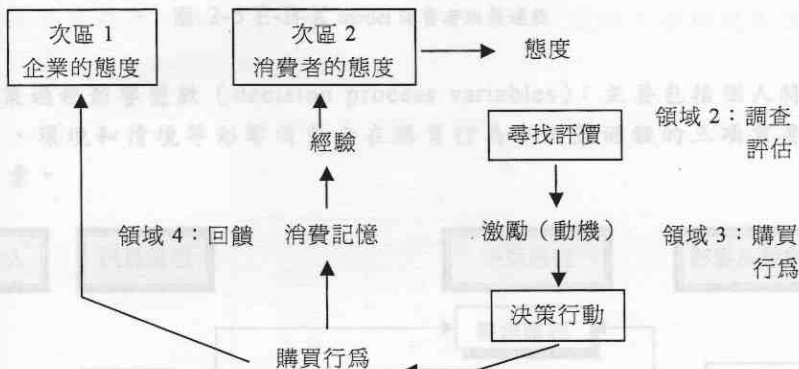 次區 1
企業的態度
次區 2
消費者的態度
態度
經驗
尋找評價
領域 2：調查
評估
領域 4：回饋
消費記憶
激勵（動機）
領域 3：購買
行爲
決策行動
購買行爲
(decision process variables)